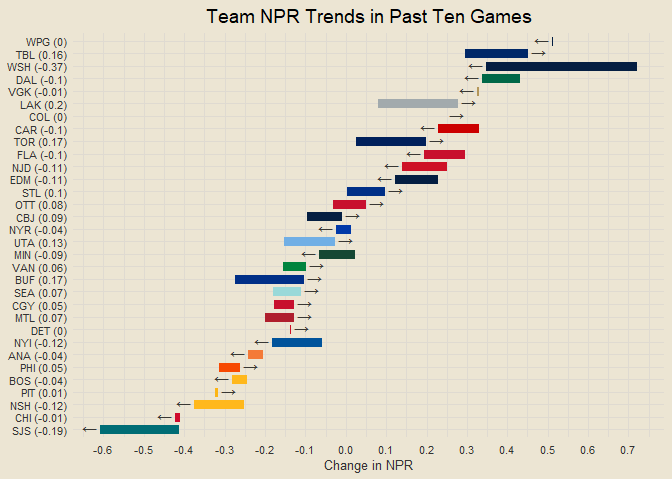 Team NPR Trends in Past Ten Games
WPG (0)
TBL (0.16)
WSH (-0.37)
DAL (-0.1)
VGK (-0.01)
LAK (0.2)
COL (0)
CAR (-0.1)
TOR (0.17)
FLA (-0.1)
NJD (-0.11)
EDM (-0.11)
STL (0.1)
OTT (0.08)
CBJ (0.09)
NYR (-0.04)
UTA (0.13)
MIN (-0.09)
VAN (0.06)
BUF (0.17)
SEA (0.07)
CGY (0.05)
MTL (0.07)
DET (0)
NYI (-0.12)
ANA (-0.04)
PHI (0.05)
BOS (-0.04)
PIT (0.01)
NSH (-0.12)
CHI (-0.01)
SJS (-0.19)
-0.6 -0.5 -0.4 -0.3 -0.2 -0.1 0.0 0.1 0.2 0.3 0.4 0.5 0.6 0.7
Change in NPR